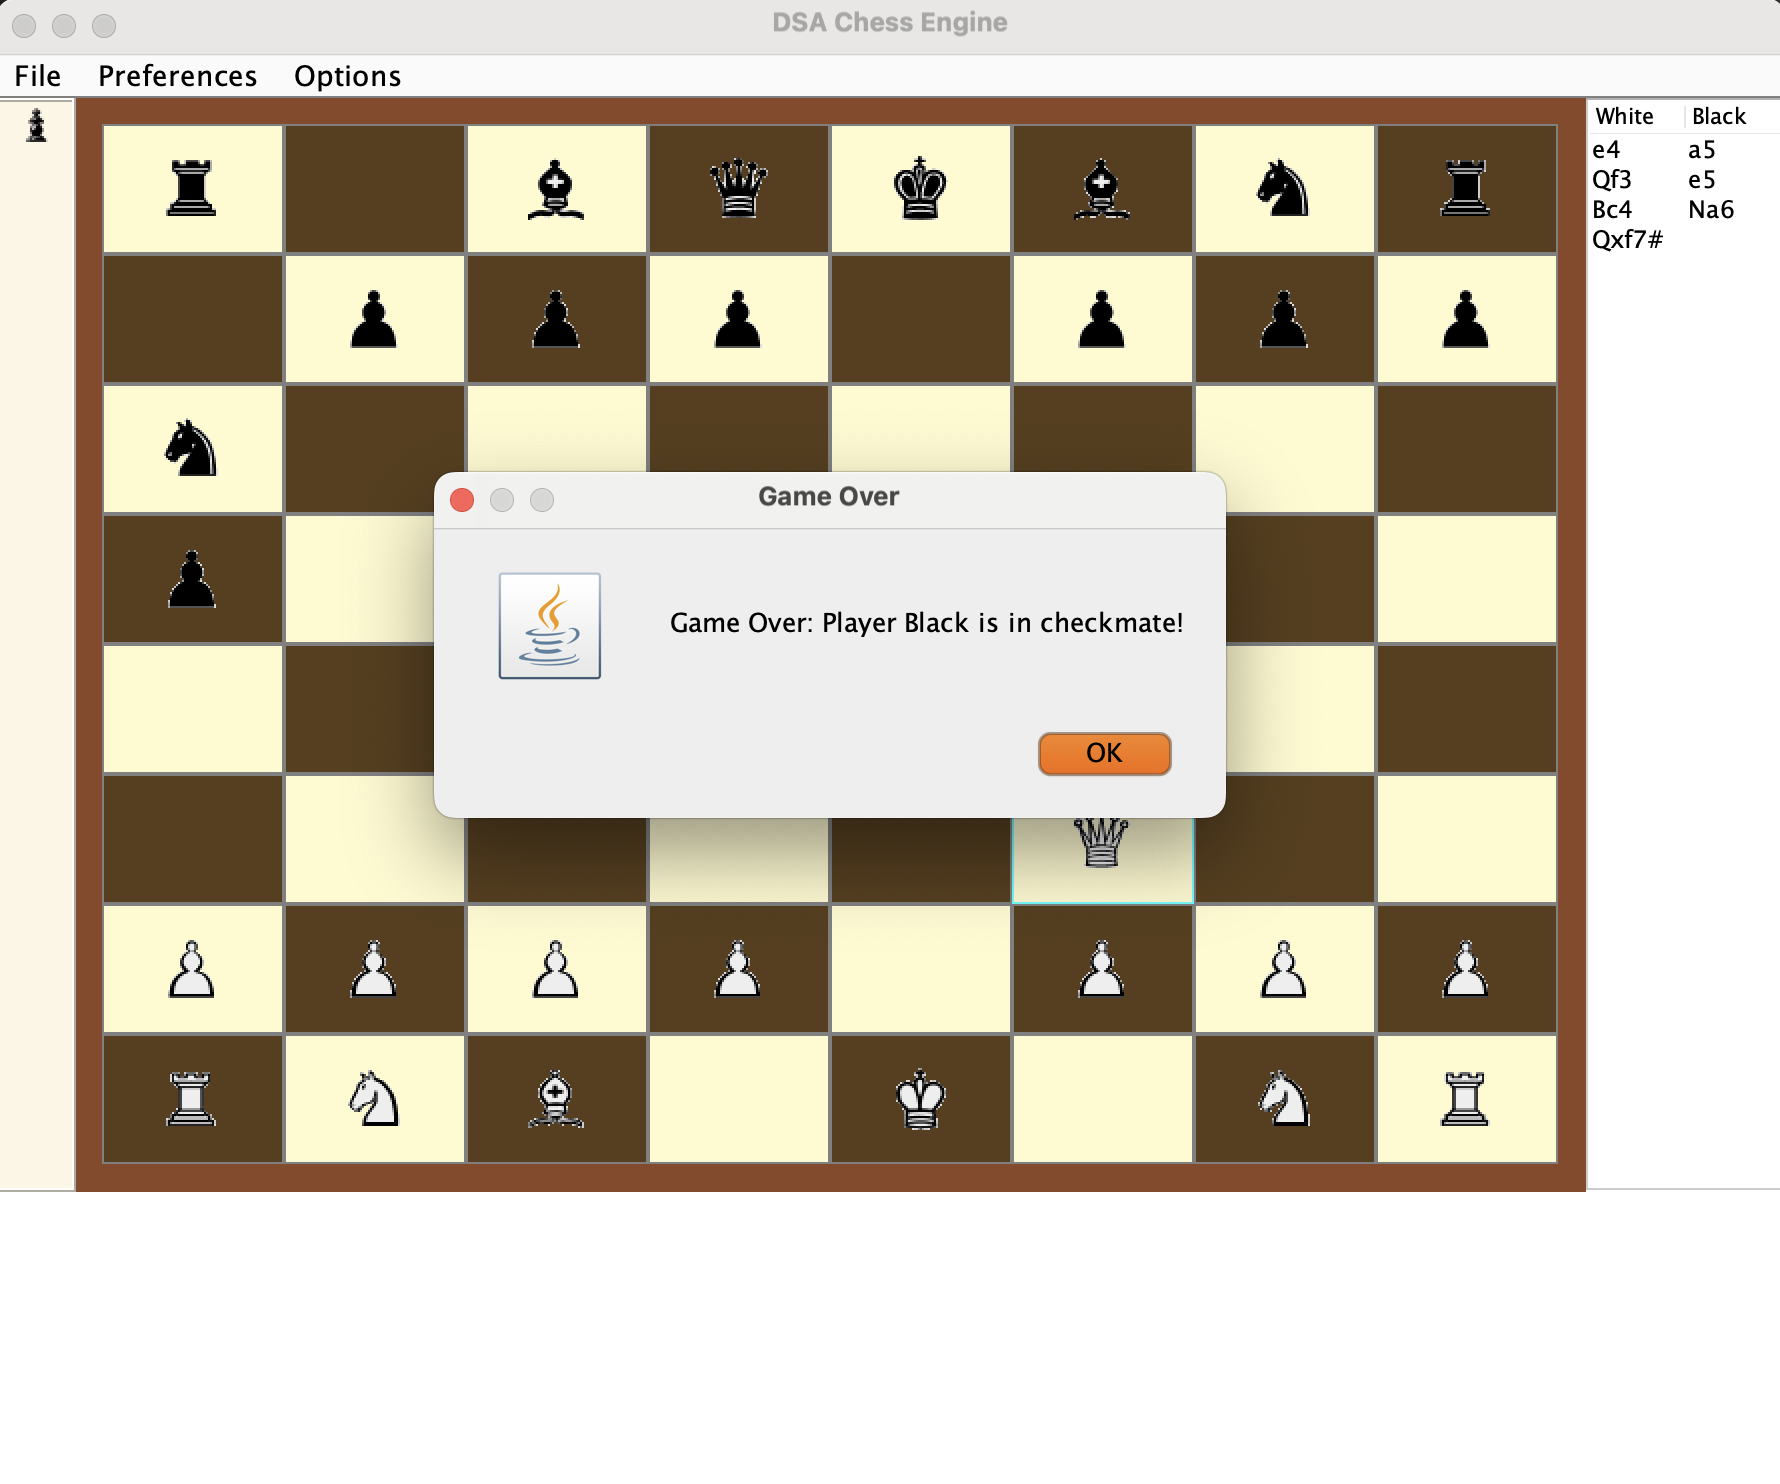 DSA Chess Engine
File Preferences Options
White Black
e4 a5
Qf3 e5
Bc4 Na6
Qxf7#
Game Over
Game Over: Player Black is in checkmate!
OK